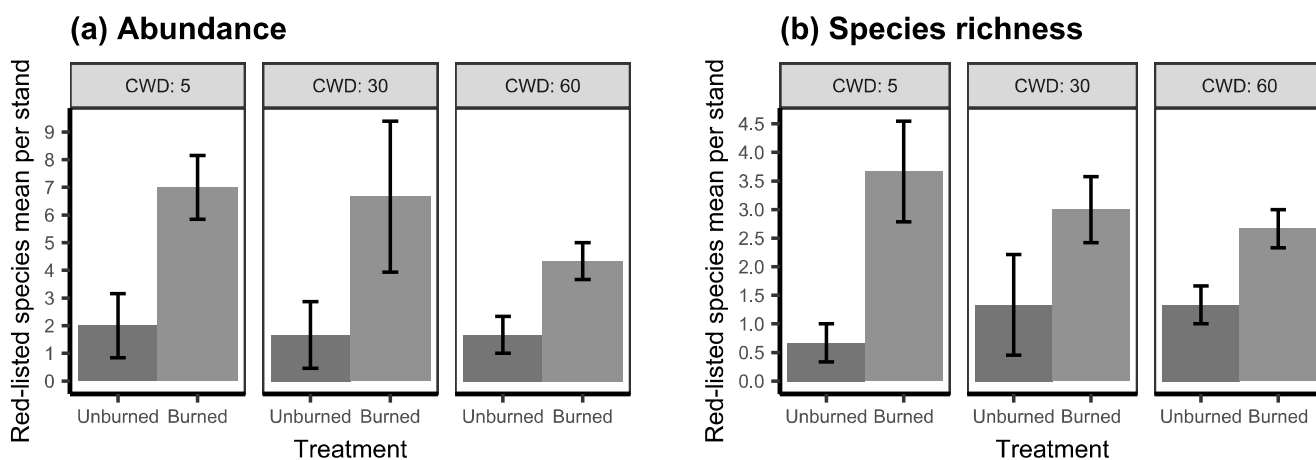 (a) Abundance
Red-listed species mean per stand
CWD: 5
CWD: 30
CWD: 60
9
8
7
6
5
4
3
2
1
0
Unburned Burned
Unburned Burned
Unburned Burned
Treatment
(b) Species richness
Red-listed species mean per stand
CWD: 5
CWD: 30
CWD: 60
4.5
4.0
3.5
3.0
2.5
2.0
1.5
1.0
0.5
0.0
Unburned Burned
Unburned Burned
Unburned Burned
Treatment